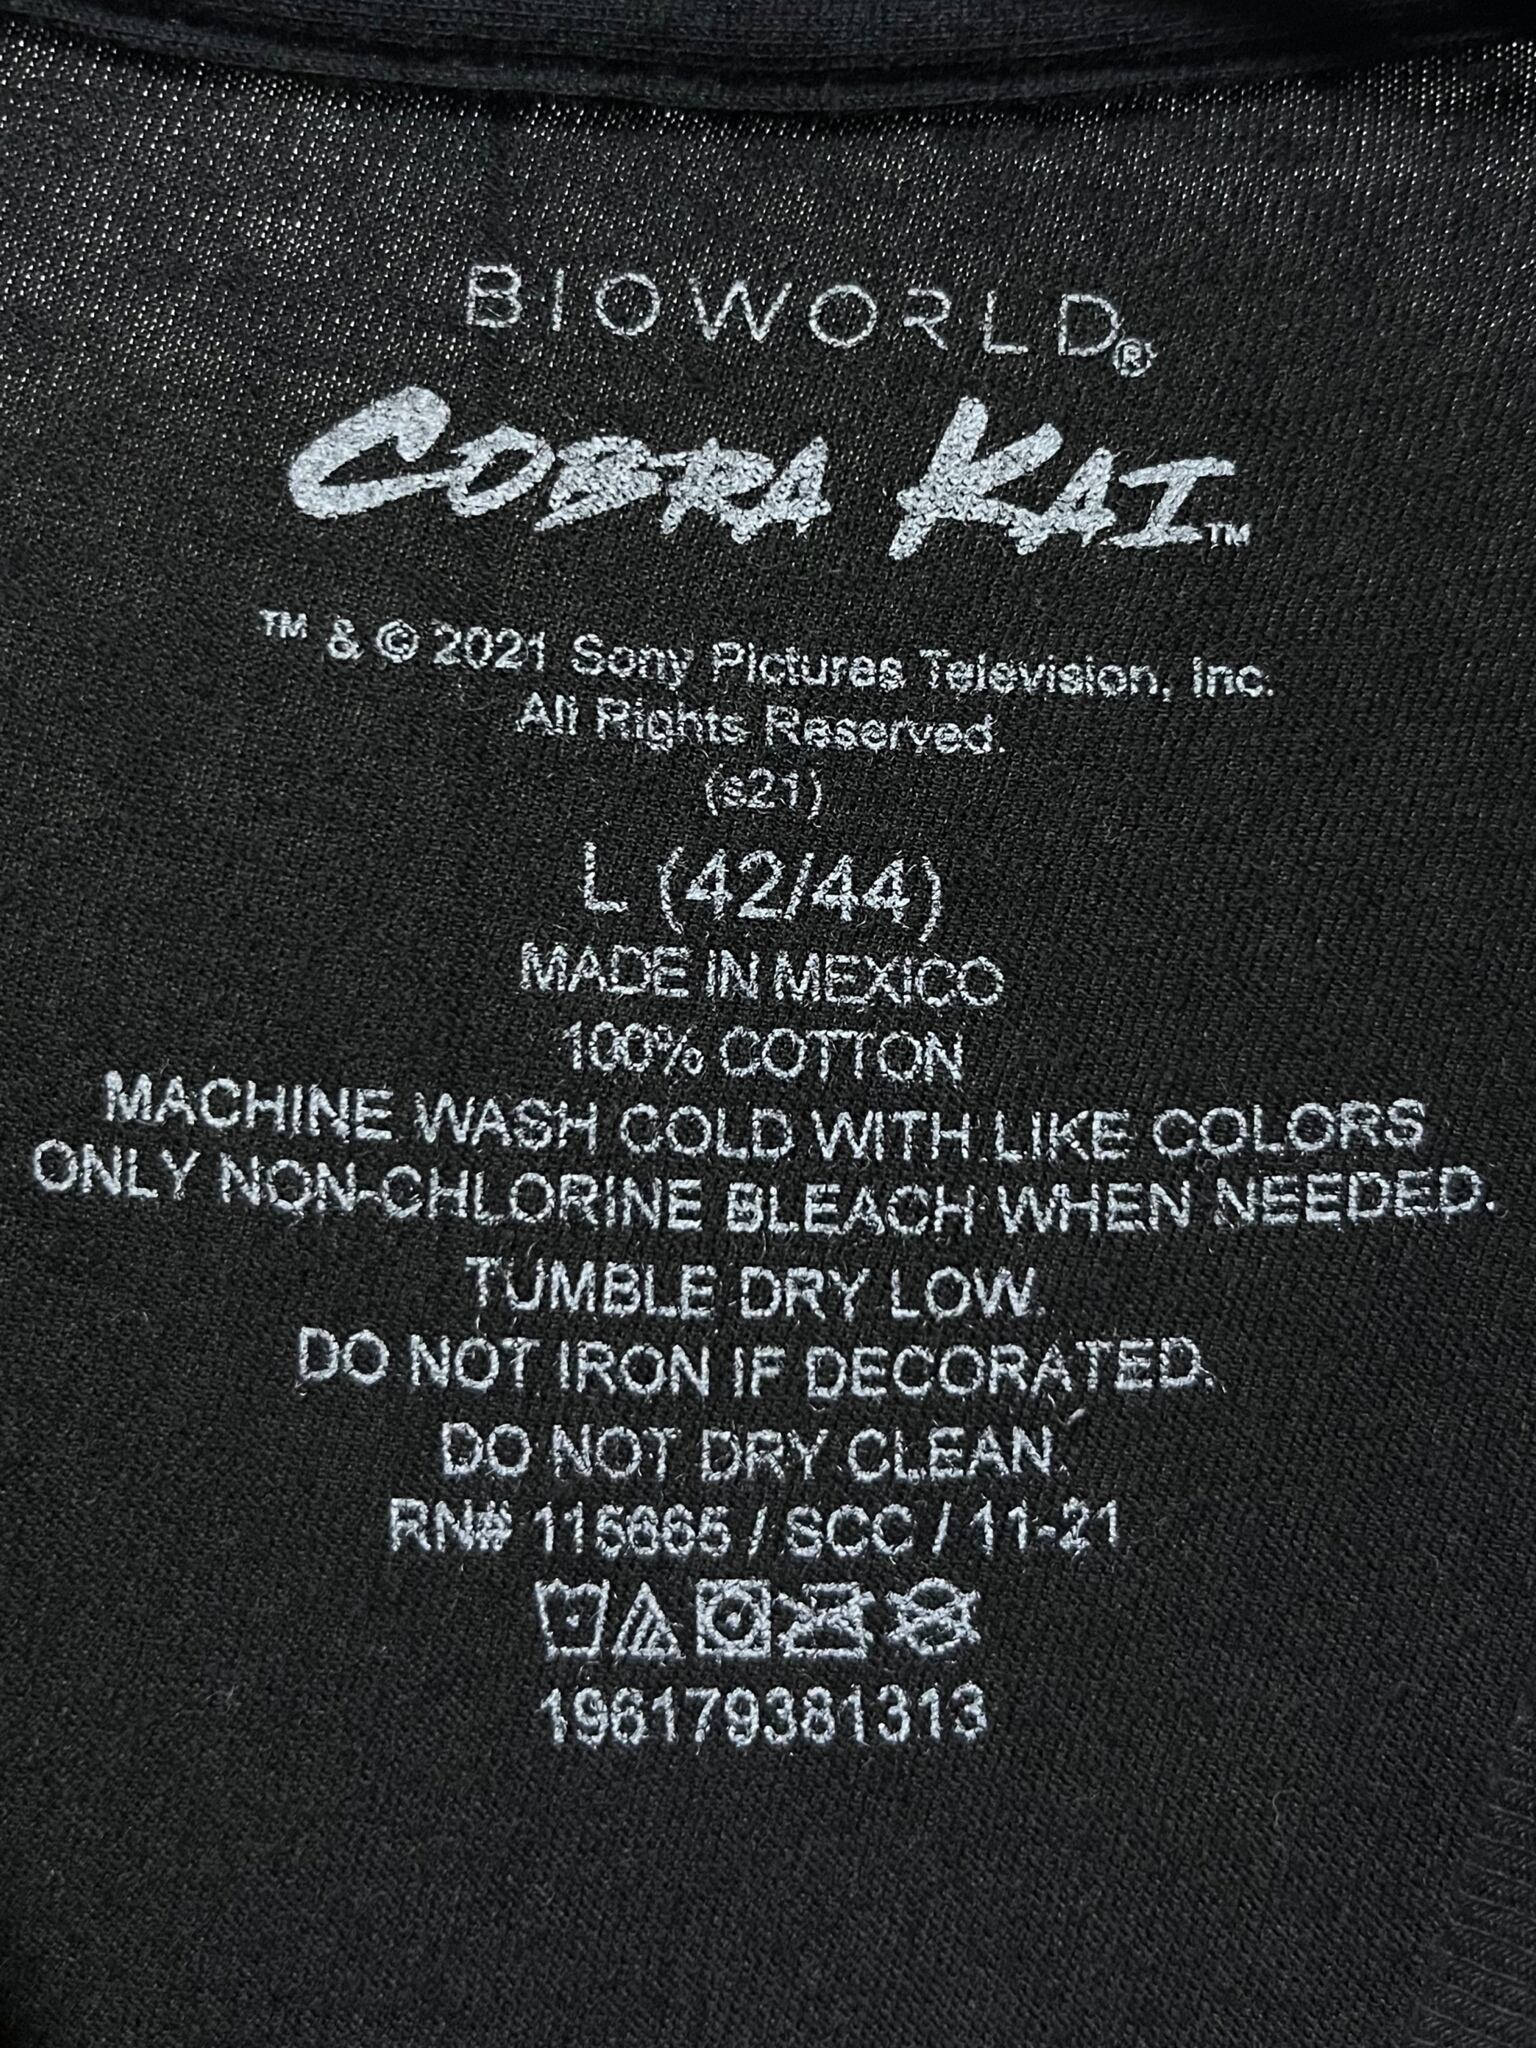 BIOWORLD®
COBRA KAI™
™ & © 2021 Sony Pictures Television, Inc.
All Rights Reserved.
(s21)
L (42/44)
MADE IN MEXICO
100% COTTON
MACHINE WASH COLD WITH LIKE COLORS
ONLY NON-CHLORINE BLEACH WHEN NEEDED.
TUMBLE DRY LOW.
DO NOT IRON IF DECORATED.
DO NOT DRY CLEAN.
RN# 115665 / SCC / 11-21
196179381313